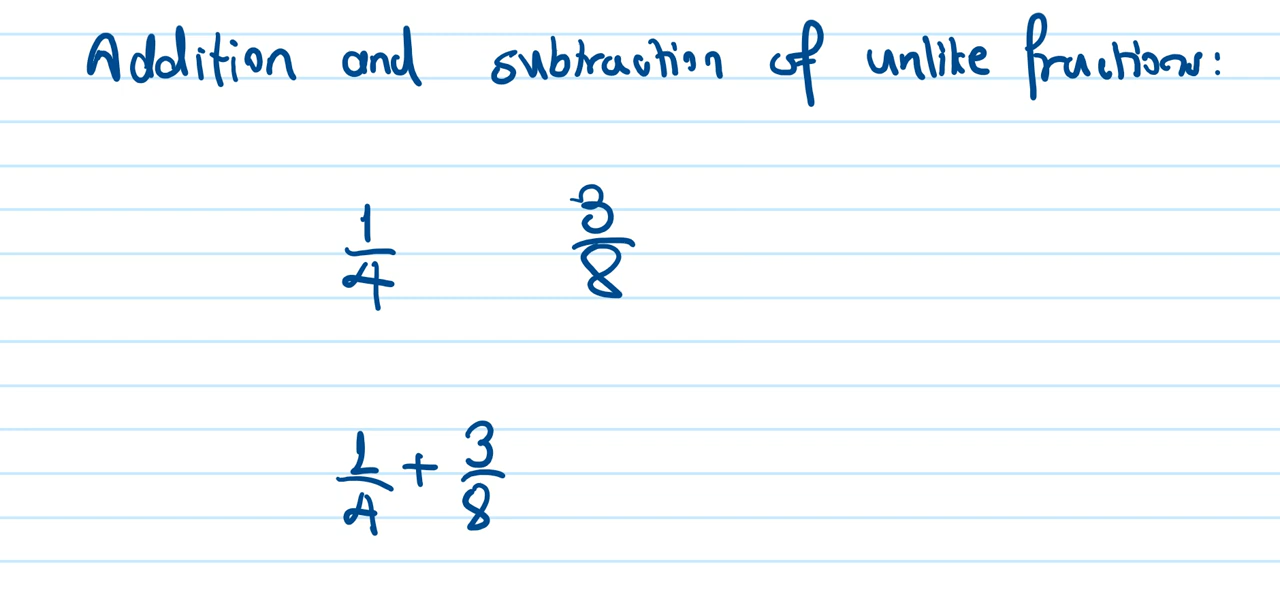 Addition and subtraction of unlike fractions:
1/4 3/8
1/4 + 3/8